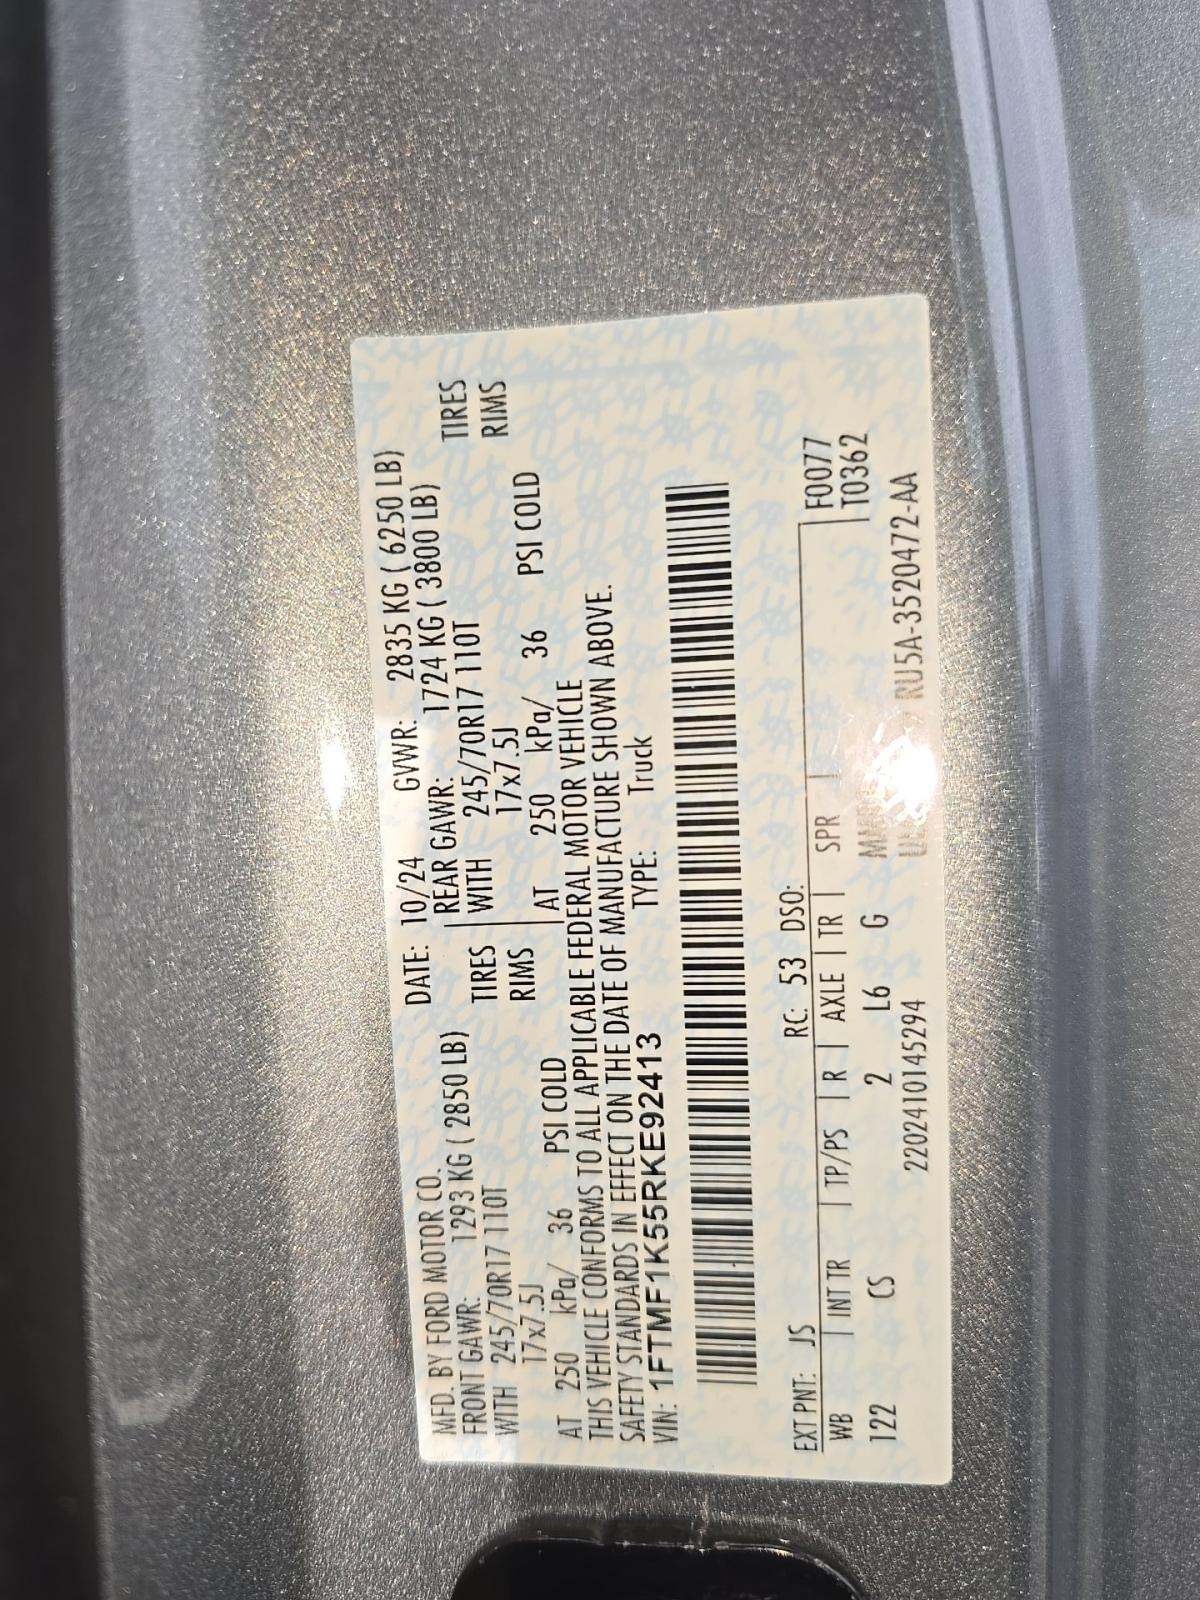 MFD. BY FORD MOTOR CO. DATE: 10/24 GVWR: 2835 KG ( 6250 LB)
FRONT GAWR: 1293 KG ( 2850 LB) REAR GAWR: 1724 KG ( 3800 LB)
WITH 245/70R17 110T TIRES WITH 245/70R17 110T TIRES
17x7.5J RIMS 17x7.5J RIMS
AT 250 kPa/ 36 PSI COLD AT 250 kPa/ 36 PSI COLD
THIS VEHICLE CONFORMS TO ALL APPLICABLE FEDERAL MOTOR VEHICLE
SAFETY STANDARDS IN EFFECT ON THE DATE OF MANUFACTURE SHOWN ABOVE.
VIN: 1FTMF1K55RKE92413 TYPE: Truck
EXT PNT: JS RC: 53 DSO:
WB INT TR TP/PS R AXLE TR SPR F0077
122 CS 2 L6 G T0362
2202410145294 RU5A-3520472-AA